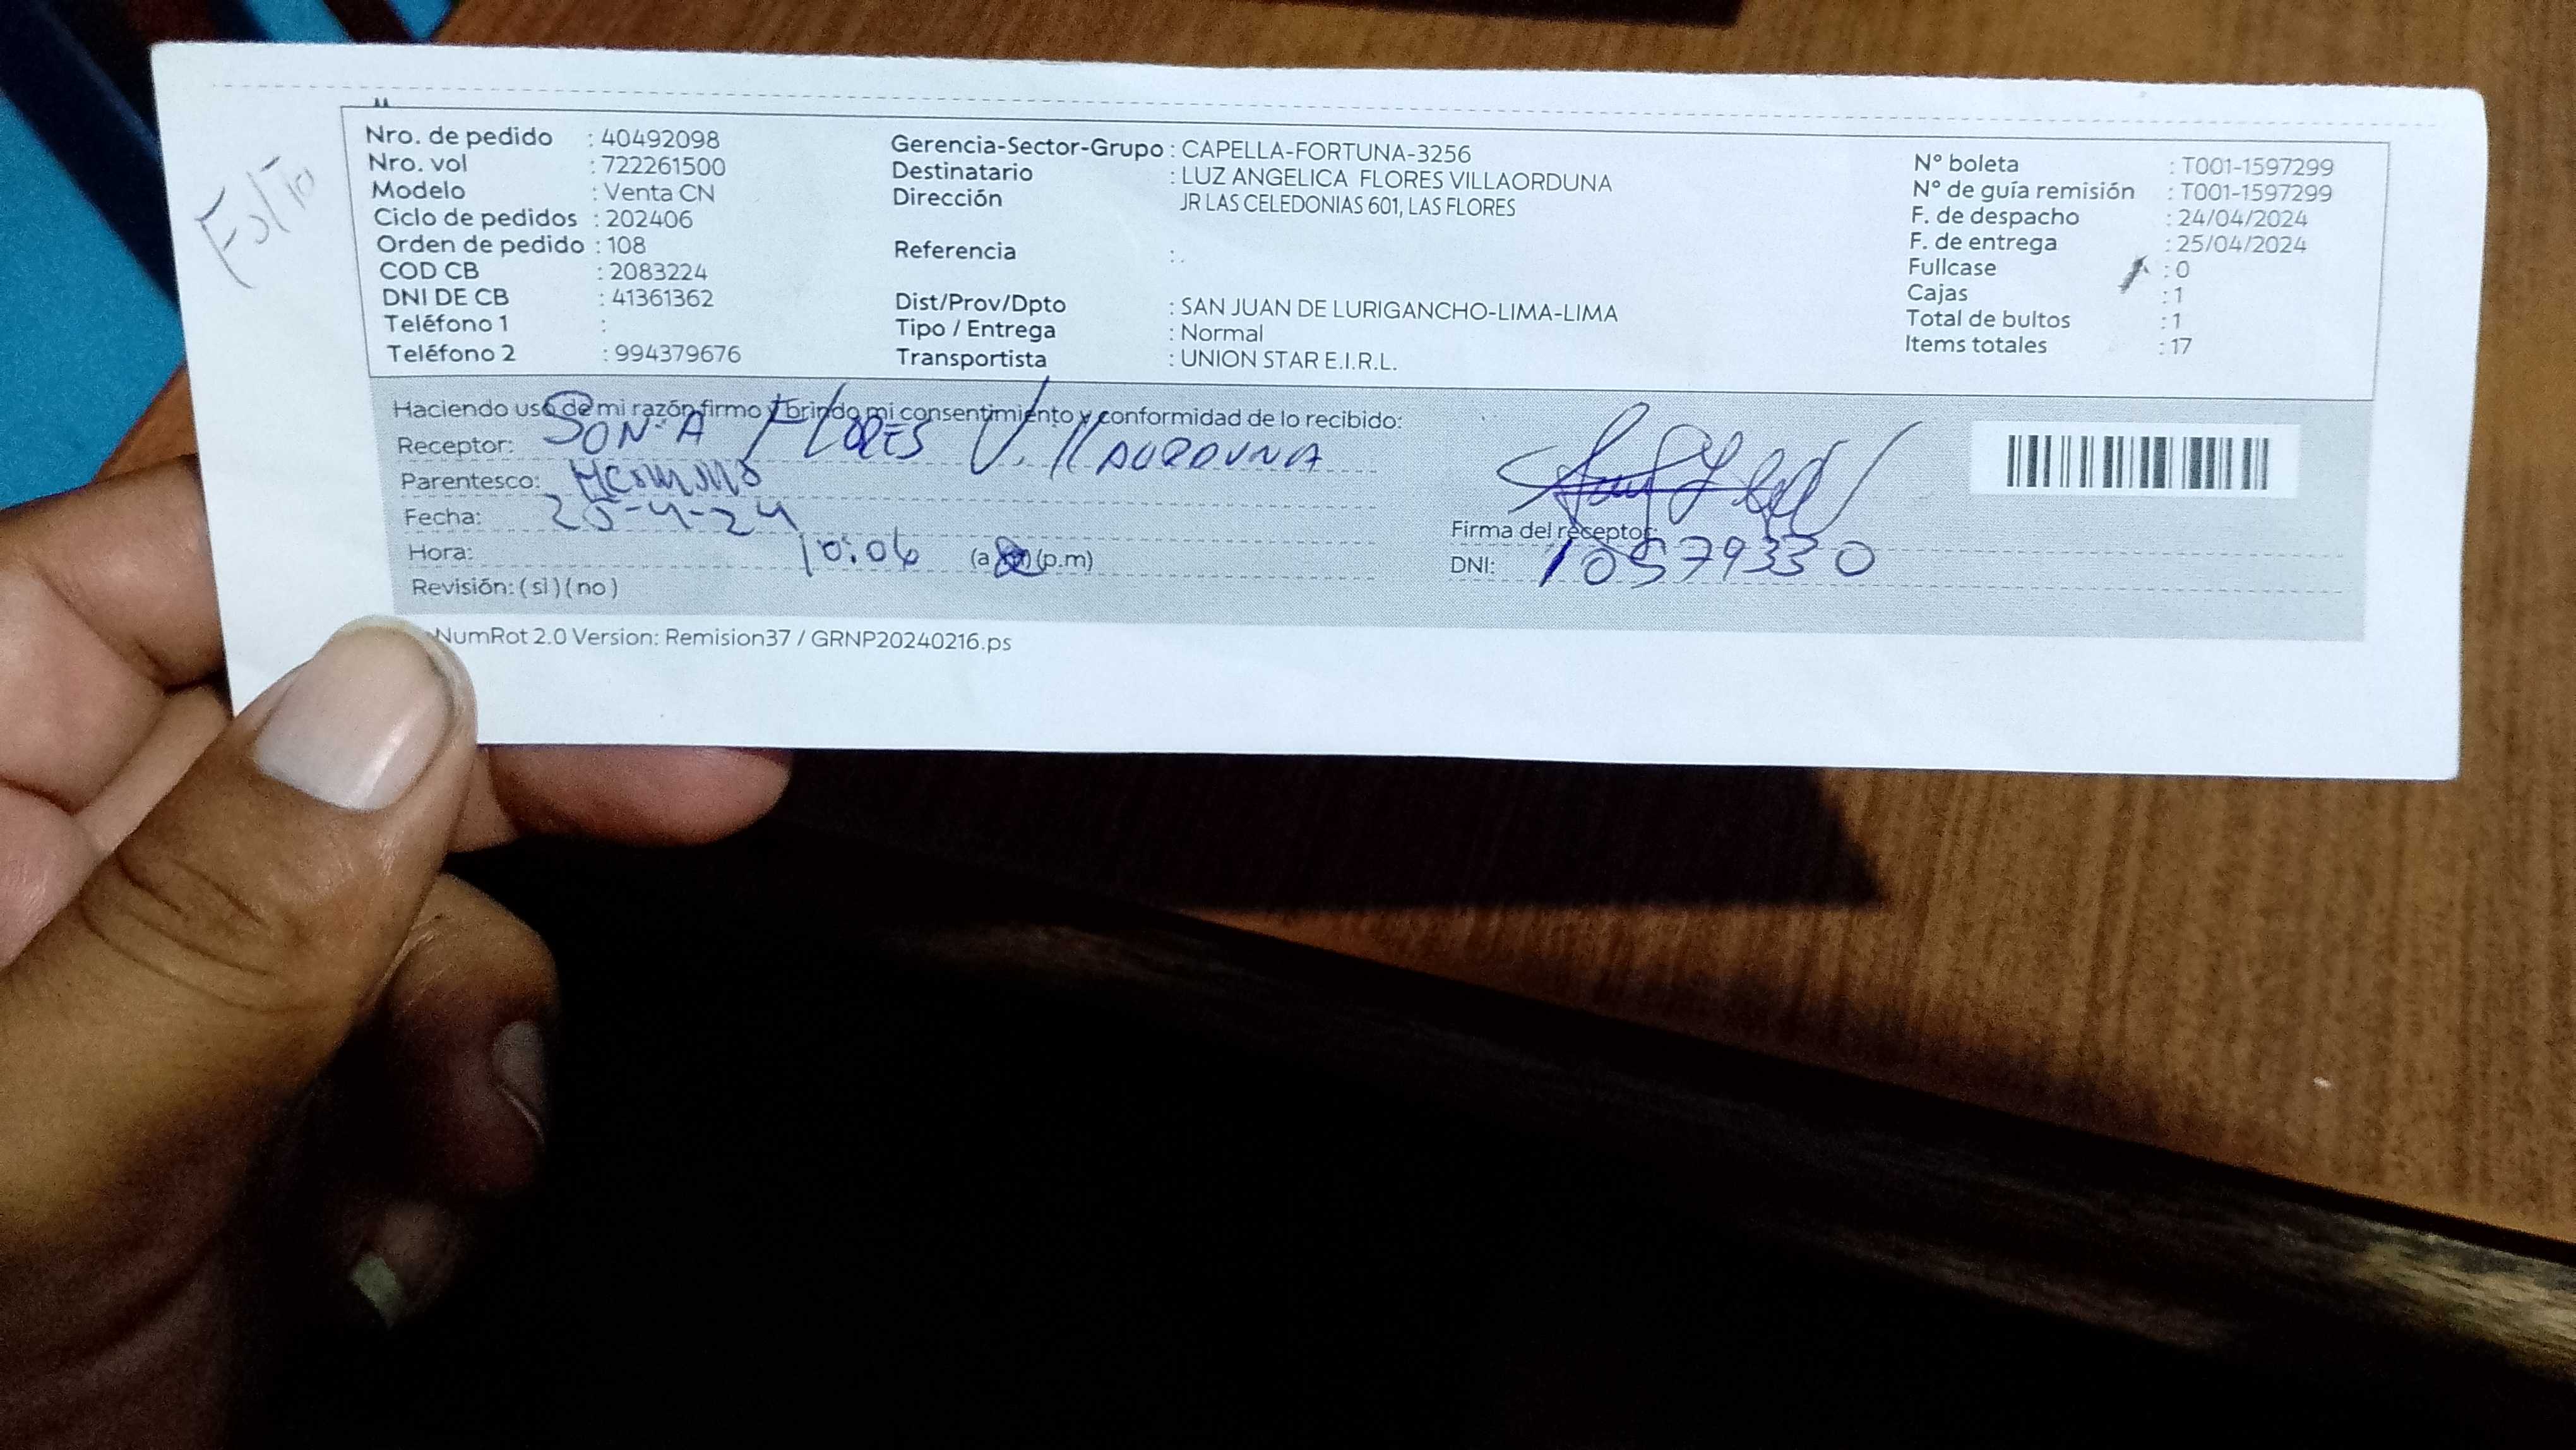 Nro. de pedido : 40492098
Nro. vol : 722261500
Modelo : Venta CN
Ciclo de pedidos : 202406
Orden de pedido : 108
COD CB : 2083224
DNI DE CB : 41361362
Teléfono 1 :
Teléfono 2 : 994379676
Gerencia-Sector-Grupo : CAPELLA-FORTUNA-3256
Destinatario : LUZ ANGELICA FLORES VILLAORDUNA
Dirección JR LAS CELEDONIAS 601, LAS FLORES
Referencia : .
Dist/Prov/Dpto : SAN JUAN DE LURIGANCHO-LIMA-LIMA
Tipo / Entrega : Normal
Transportista : UNION STAR E.I.R.L.
N° boleta : T001-1597299
N° de guía remisión : T001-1597299
F. de despacho : 24/04/2024
F. de entrega : 25/04/2024
Fullcase : 0
Cajas : 1
Total de bultos : 1
Items totales : 17
Haciendo uso de mi razón firmo y brindo mi consentimiento y conformidad de lo recibido:
Receptor: SONiA FLORES VillAORDUNA
Parentesco:
Fecha: 25-4-24
Hora: 10:06 (a (p.m)
Revisión: (si) (no)
Firma del receptor:
DNI: 10579330
NumRot 2.0 Version: Remision37 / GRNP20240216.ps